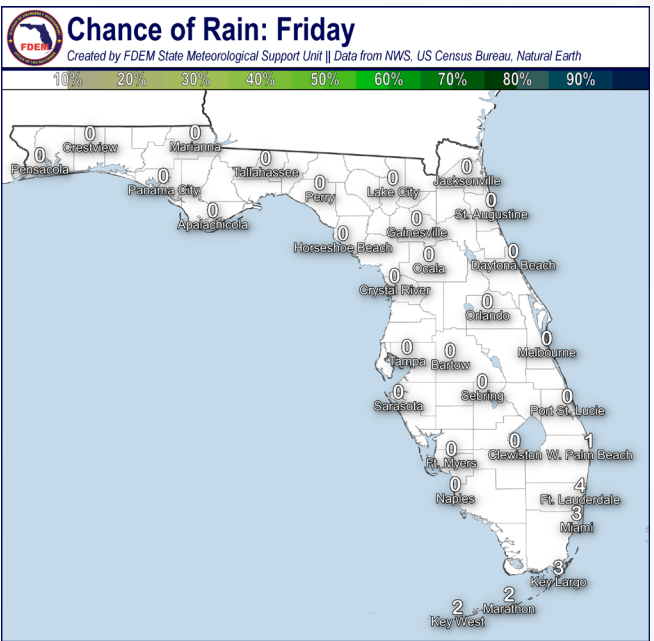 Chance of Rain: Friday
FDEM
Created by FDEM State Meteorological Support Unit || Data from NWS, US Census Bureau, Natural Earth
10% 20% 30% 40% 50% 60% 70% 80% 90%
0
Crestview
0
Marianna
0
Pensacola
0
Tallahassee
0
Jacksonville
0
Panama City
0
Perry
0
Lake City
0
St. Augustine
0
Apalachicola
0
Gainesville
0
Horseshoe Beach
0
Ocala
0
Daytona Beach
0
Crystal River
0
Orlando
0
Melbourne
0
Tampa
0
Bartow
0
Sebring
0
Sarasota
0
Port St. Lucie
0
Ft. Myers
0
Clewiston
1
W. Palm Beach
0
Naples
4
Ft. Lauderdale
3
Miami
3
Key Largo
2
Marathon
2
Key West